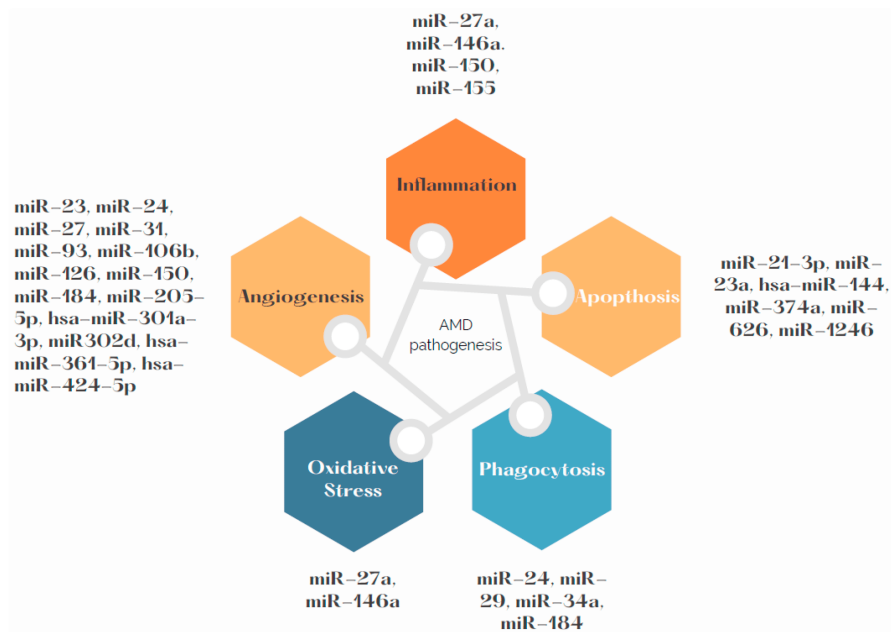 miR-27a,
miR-146a.
miR-150,
miR-155
Inflammation
miR-23, miR-24,
miR-27, miR-31,
miR-93, miR-106b,
miR-126, miR-150,
miR-184, miR-205-
5p, hsa-miR-301a-
3p, miR302d, hsa-
miR-361-5p, hsa-
miR-424-5p
Angiogenesis
AMD
pathogenesis
Apopthosis
miR-21-3p, miR-
23a, hsa-miR-144,
miR-374a, miR-
626, miR-1246
Oxidative
Stress
Phagocytosis
miR-27a,
miR-146a
miR-24, miR-
29, miR-34a,
miR-184